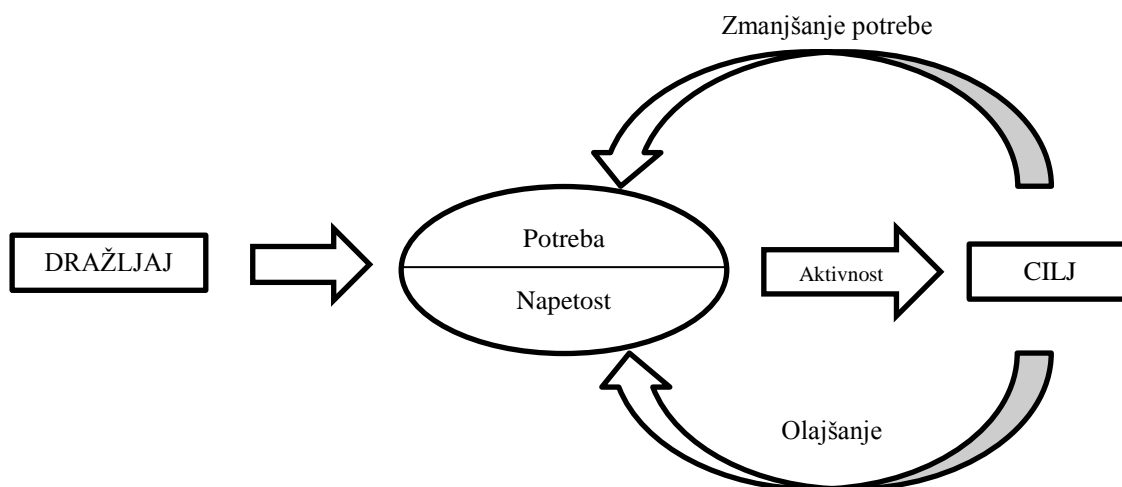 Zmanjšanje potrebe
DRAŽLJAJ
Potreba
Napetost
Aktivnost
CILJ
Olajšanje